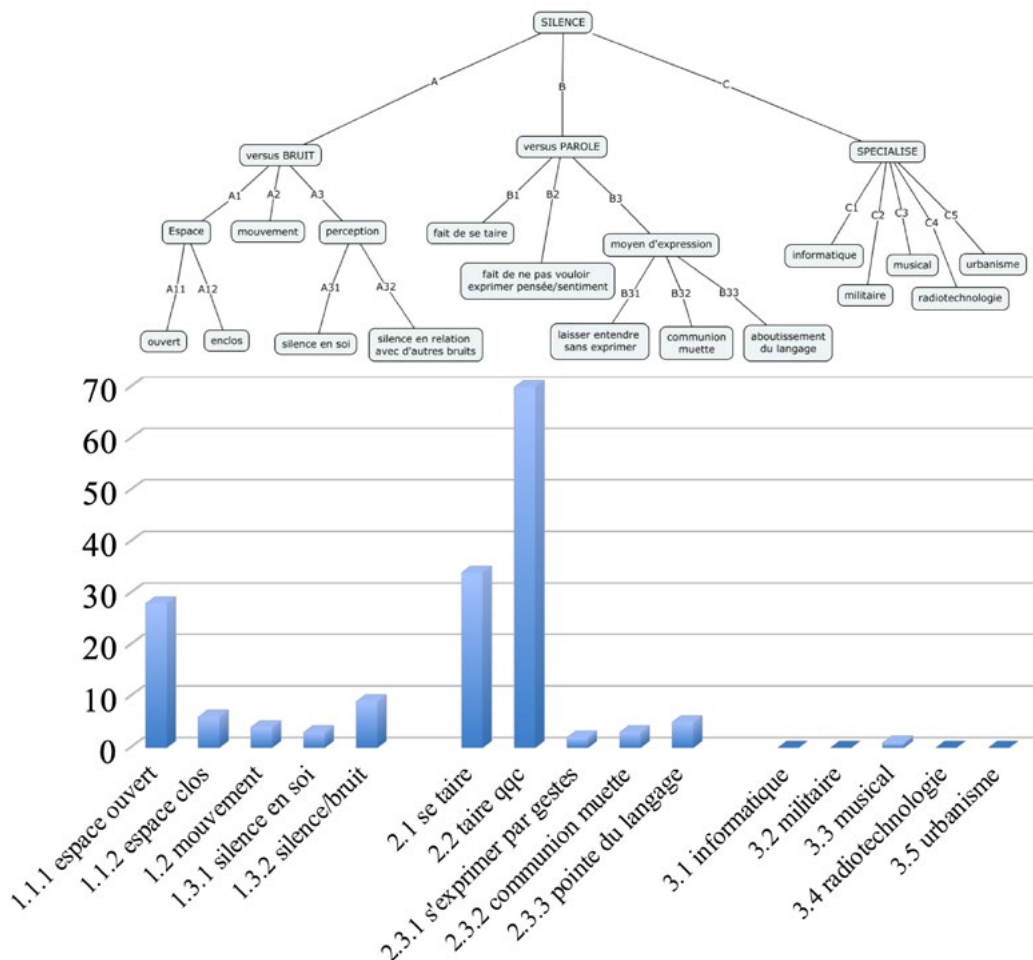 SILENCE
A
B
C
versus BRUIT
versus PAROLE
SPECIALISE
A1
A2
A3
B1
B2
B3
C1
C2
C3
C4
C5
Espace
mouvement
perception
fait de se taire
moyen d'expression
informatique
musical
urbanisme
fait de ne pas vouloir
exprimer pensée/sentiment
militaire
radiotechnologie
A11
A12
A31
A32
B31
B32
B33
ouvert
enclos
silence en soi
silence en relation
avec d'autres bruits
laisser entendre
sans exprimer
communion
muette
aboutissement
du langage
70
60
50
40
30
20
10
0
1.1.1 espace ouvert
1.1.2 espace clos
1.2 mouvement
1.3.1 silence en soi
1.3.2 silence/bruit
2.1 se taire
2.2 taire qqc
2.3.1 s'exprimer par gestes
2.3.2 communion muette
2.3.3 pointe du langage
3.1 informatique
3.2 militaire
3.3 musical
3.4 radiotechnologie
3.5 urbanisme